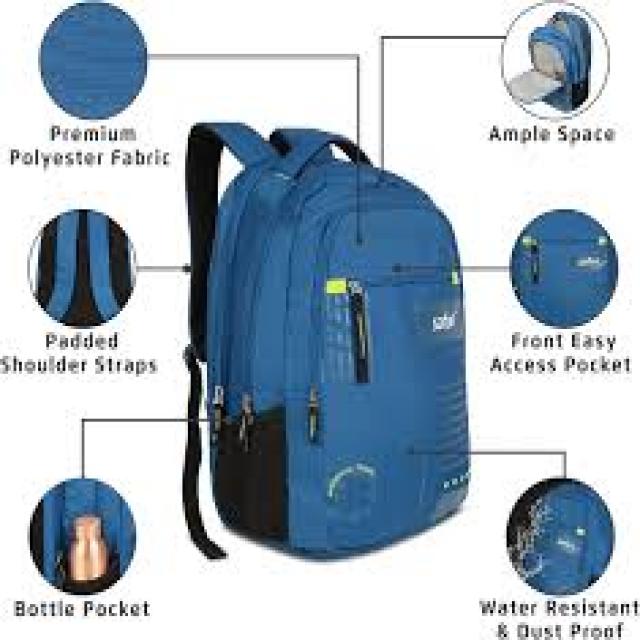 Premium
Polyester Fabric
Ample Space
Padded
Shoulder Straps
Front Easy
Access Pocket
safari
Bottle Pocket
Water Resistant
& Dust Proof